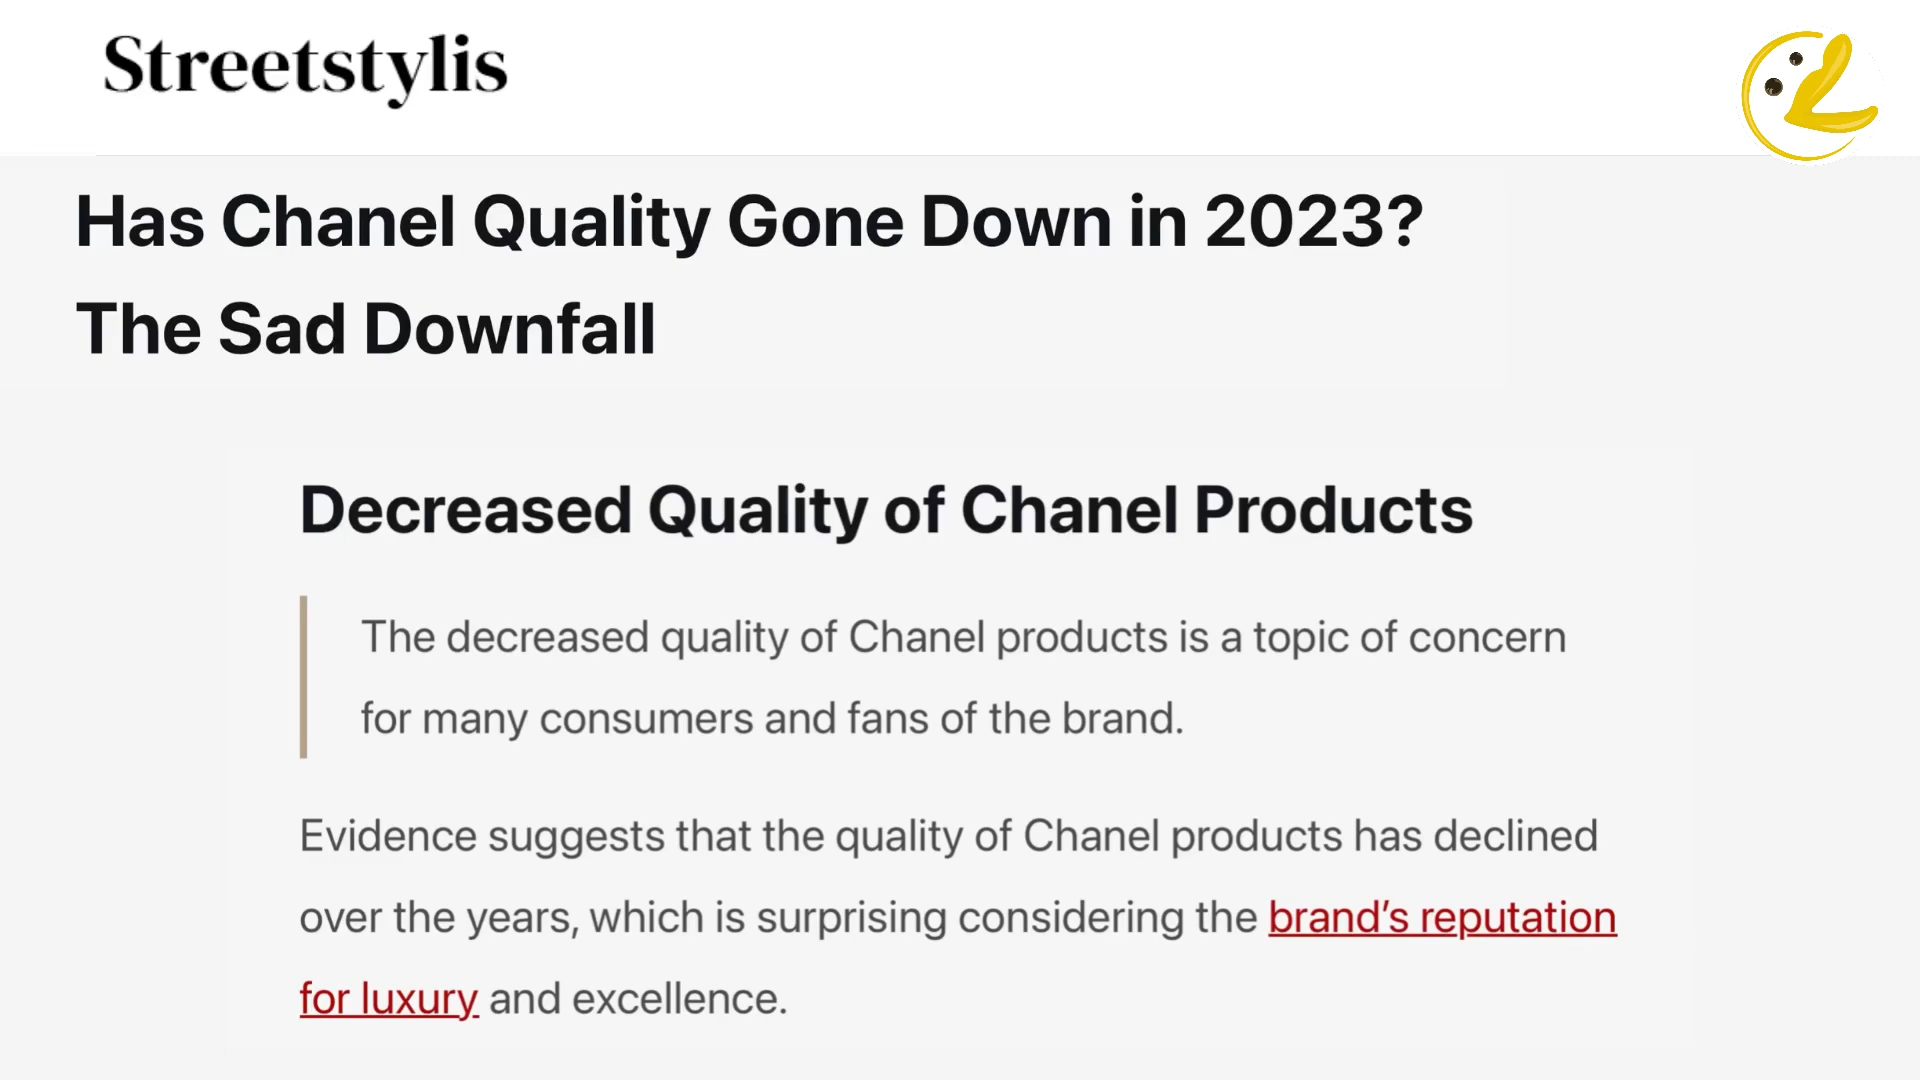 Streetstylis
Has Chanel Quality Gone Down in 2023?
The Sad Downfall
Decreased Quality of Chanel Products
The decreased quality of Chanel products is a topic of concern
for many consumers and fans of the brand.
Evidence suggests that the quality of Chanel products has declined
over the years, which is surprising considering the brand’s reputation
for luxury and excellence.